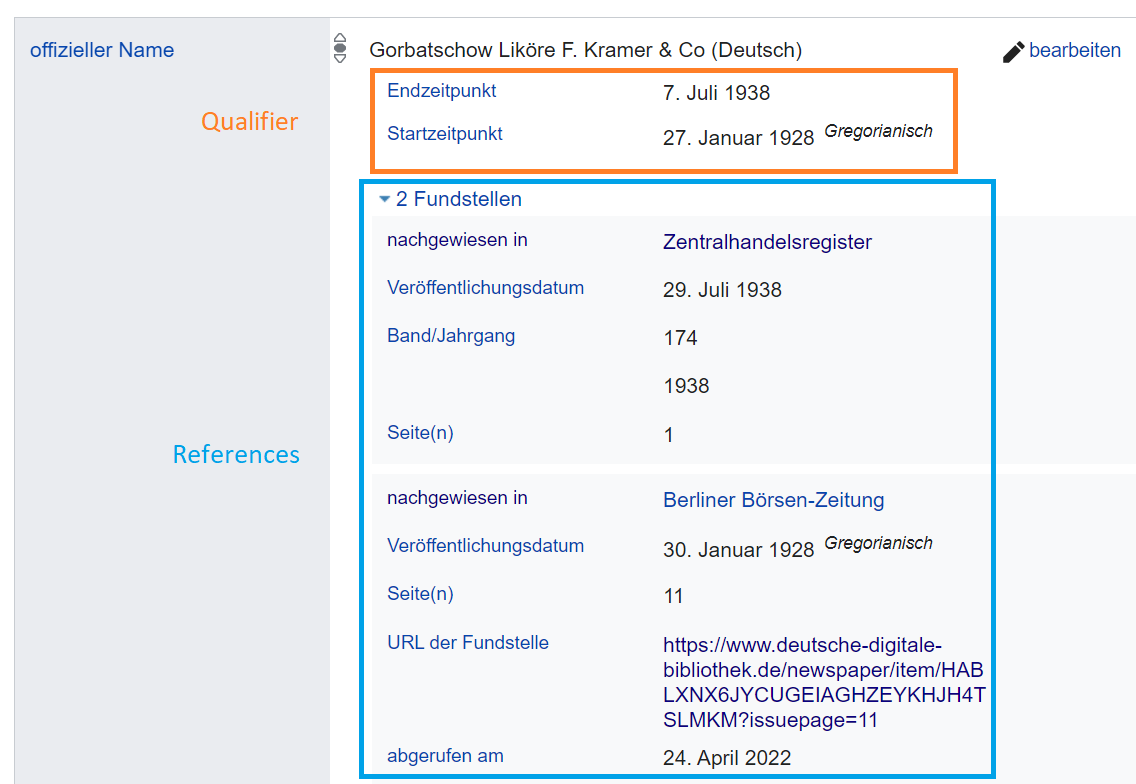 offizieller Name
Gorbatschow Liköre F. Kramer & Co (Deutsch)
bearbeiten
Qualifier
Endzeitpunkt 7. Juli 1938
Startzeitpunkt 27. Januar 1928 Gregorianisch
References
2 Fundstellen
nachgewiesen in Zentralhandelsregister
Veröffentlichungsdatum 29. Juli 1938
Band/Jahrgang 174
1938
Seite(n) 1
nachgewiesen in Berliner Börsen-Zeitung
Veröffentlichungsdatum 30. Januar 1928 Gregorianisch
Seite(n) 11
URL der Fundstelle https://www.deutsche-digitale-
bibliothek.de/newspaper/item/HAB
LXNX6JYCUGEIAGHZEYKHJH4T
SLMKM?issuepage=11
abgerufen am 24. April 2022